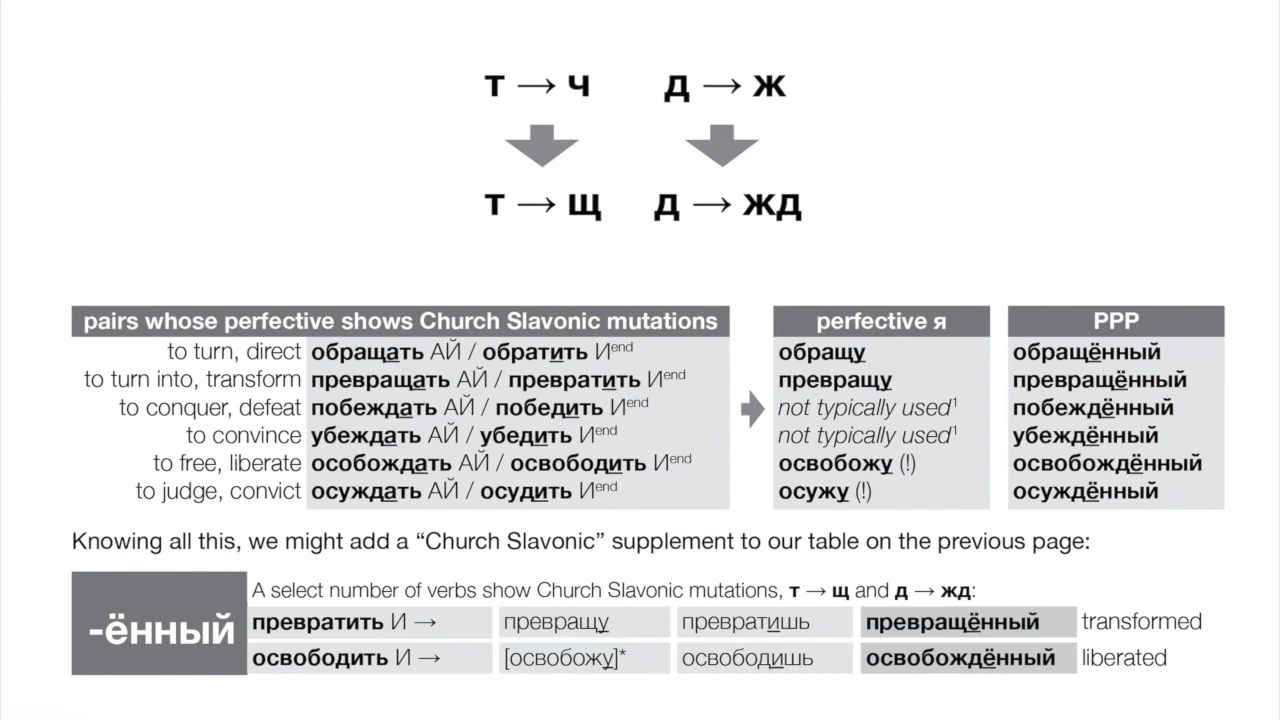 т → ч д → ж
т → щ д → жд
pairs whose perfective shows Church Slavonic mutations perfective я PPP
to turn, direct обращать АЙ / обратить Иend обращу обращённый
to turn into, transform превращать АЙ / превратить Иend превращу превращённый
to conquer, defeat побеждать АЙ / победить Иend not typically used¹ побеждённый
to convince убеждать АЙ / убедить Иend not typically used¹ убеждённый
to free, liberate особождать АЙ / освободить Иend освобожу (!) освобождённый
to judge, convict осуждать АЙ / осудить Иend осужу (!) осуждённый
Knowing all this, we might add a “Church Slavonic” supplement to our table on the previous page:
-ённый
A select number of verbs show Church Slavonic mutations, т → щ and д → жд:
превратить И → превращу превратишь превращённый transformed
освободить И → [освобожу]* освободишь освобождённый liberated